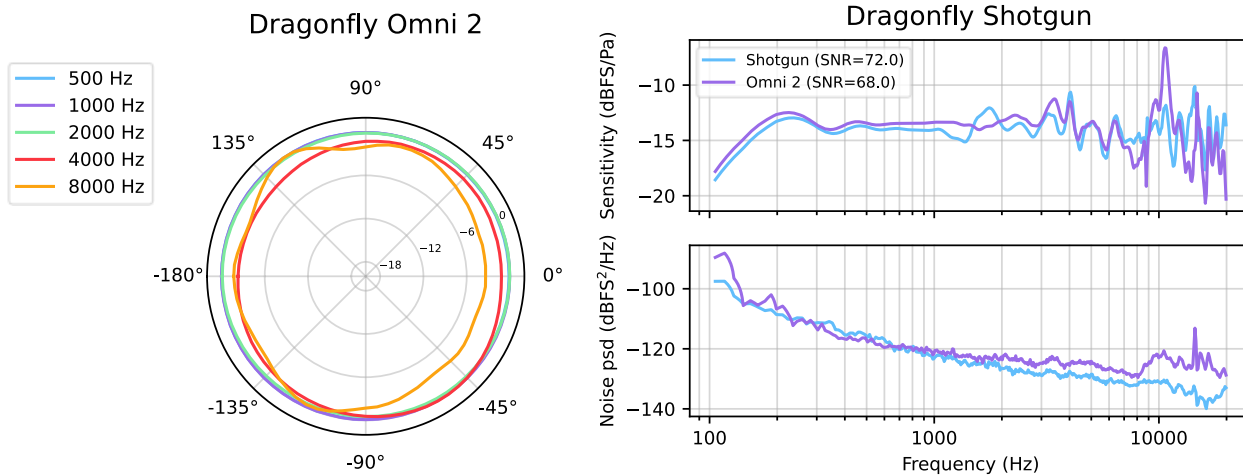 Dragonfly Omni 2
500 Hz
1000 Hz
2000 Hz
4000 Hz
8000 Hz
90°
135°
45°
-180°
0°
-135°
-45°
-90°
0
−6
−12
−18
Dragonfly Shotgun
Sensitivity (dBFS/Pa)
−10
−15
−20
Shotgun (SNR=72.0)
Omni 2 (SNR=68.0)
Noise psd (dBFS²/Hz)
−100
−120
−140
100
1000
10000
Frequency (Hz)